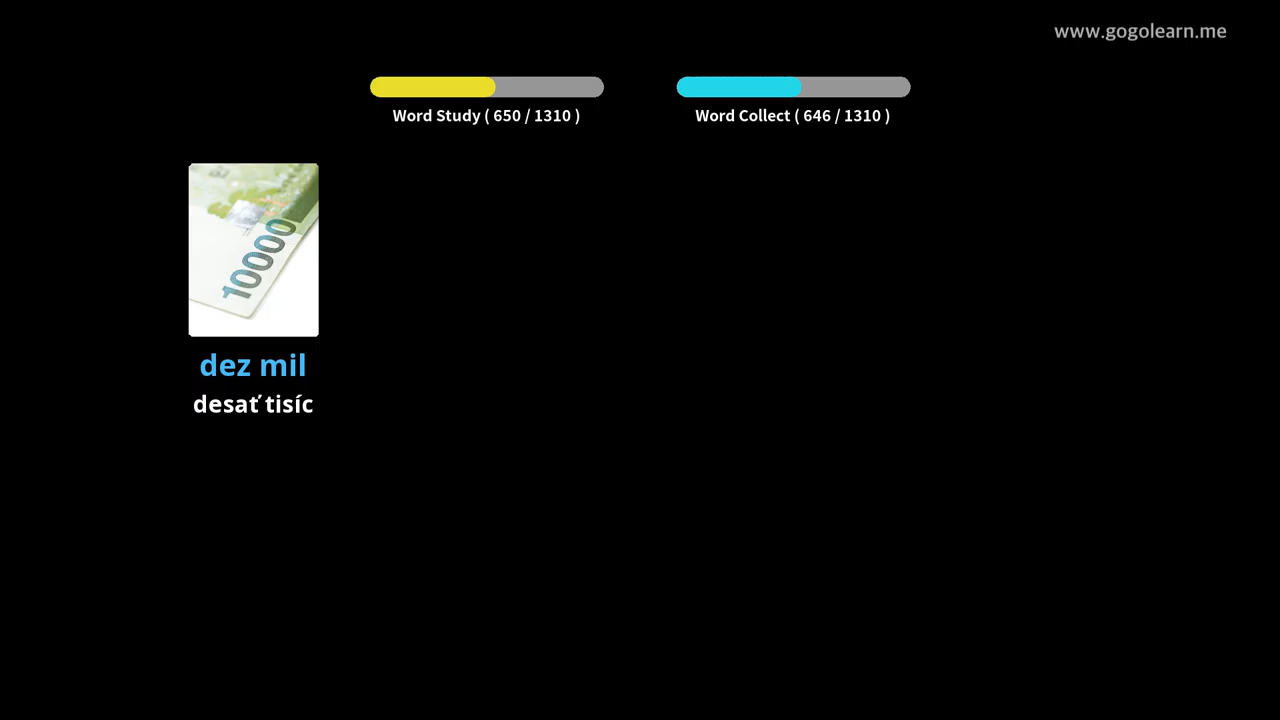 www.gogolearn.me
Word Study ( 650 / 1310 )
Word Collect ( 646 / 1310 )
10000
dez mil
desať tisíc